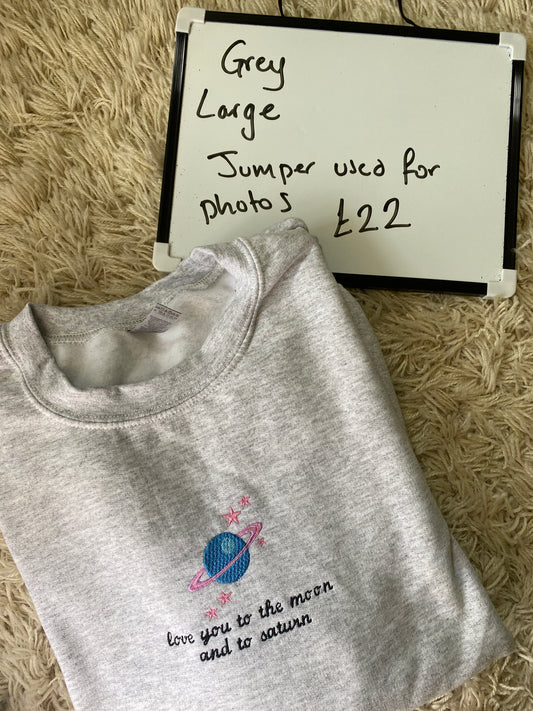 Grey
Large
Jumper used for
photos £22
love you to the moon
and to saturn